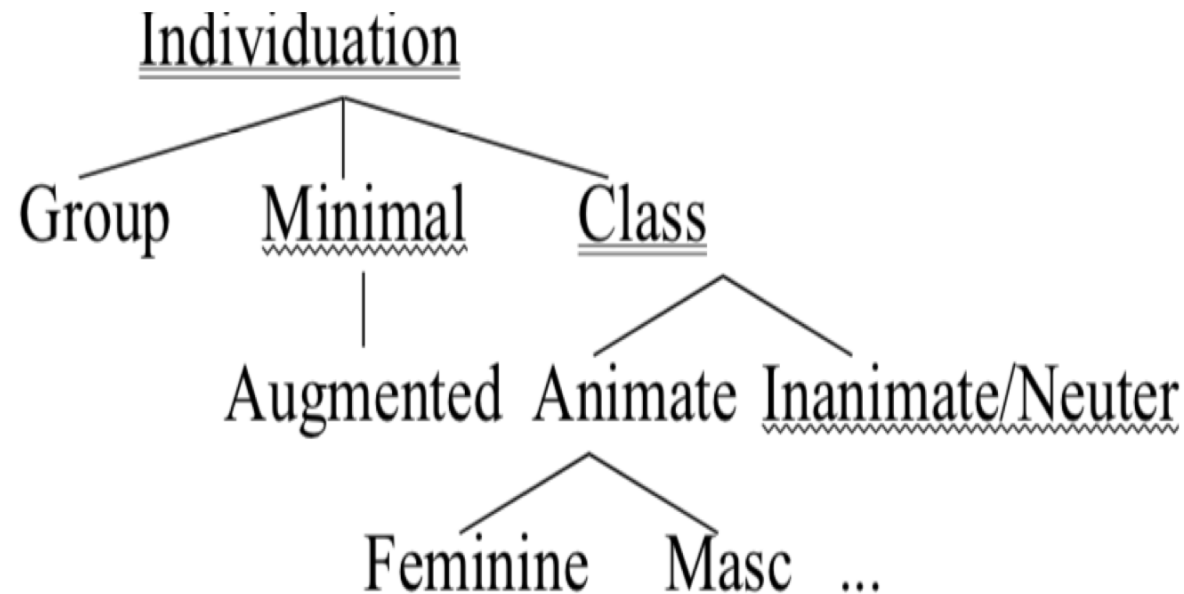 Individuation
Group Minimal Class
Augmented Animate Inanimate/Neuter
Feminine Masc ...